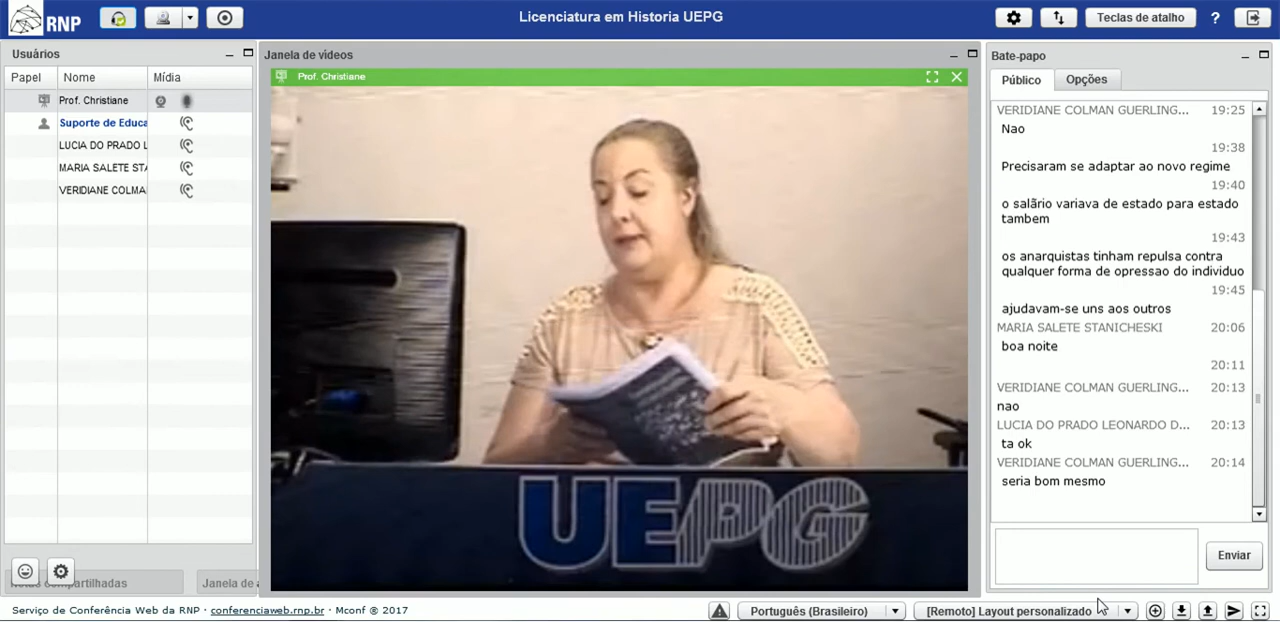 RNP
Licenciatura em Historia UEPG
Teclas de atalho
?
Usuários
Papel Nome Mídia
Prof. Christiane
Suporte de Educa
LUCIA DO PRADO L
MARIA SALETE STA
VERIDIANE COLMA
Janela de vídeos
Prof. Christiane
UEPG
Bate-papo
Público Opções
VERIDIANE COLMAN GUERLING... 19:25
Nao
19:38
Precisaram se adaptar ao novo regime
19:40
o salãrio variava de estado para estado
tambem
19:43
os anarquistas tinham repulsa contra
qualquer forma de opressao do individuo
19:45
ajudavam-se uns aos outros
MARIA SALETE STANICHESKI 20:06
boa noite
20:11
VERIDIANE COLMAN GUERLING... 20:13
nao
LUCIA DO PRADO LEONARDO D... 20:13
ta ok
VERIDIANE COLMAN GUERLING... 20:14
seria bom mesmo
Enviar
compartilhadas
Janela de
Serviço de Conferência Web da RNP · conferenciaweb.rnp.br · Mconf ® 2017
Português (Brasileiro)
[Remoto] Layout personalizado